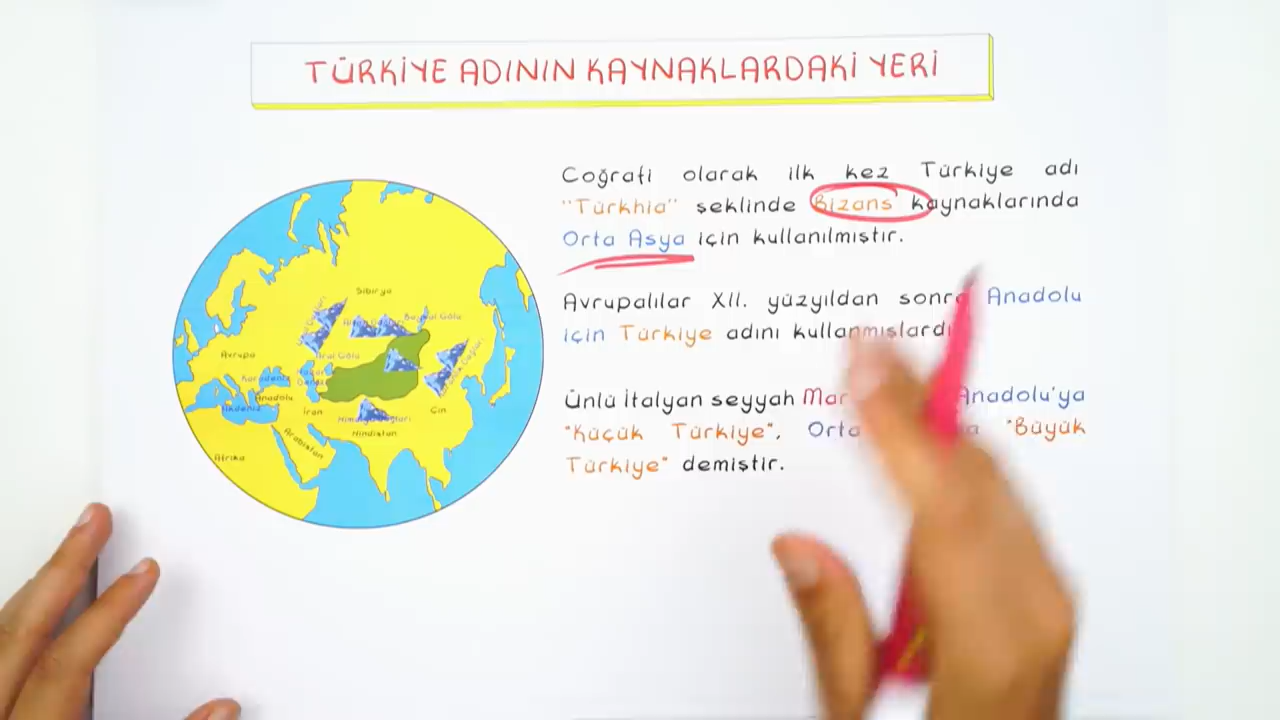 TÜRKİYE ADININ KAYNAKLARDAKİ YERİ
Coğrafi olarak ilk kez Türkiye adı
"Türkhia" şeklinde Bizans kaynaklarında
Orta Asya için kullanılmıştır.
Avrupalılar XII. yüzyıldan sonra Anadolu
için Türkiye adını kullanmışlardı
Ünlü İtalyan seyyah Mar Anadolu'ya
"Küçük Türkiye", Orta "Büyük
Türkiye" demiştir.
Sibirya
Baykal Gölü
Aral Gölü
Avrupa
Karadeniz
Hazar
Denizi
Anadolu
Akdeniz
İran
Çin
Himalaya Dağları
Hindistan
Arabistan
Afrika